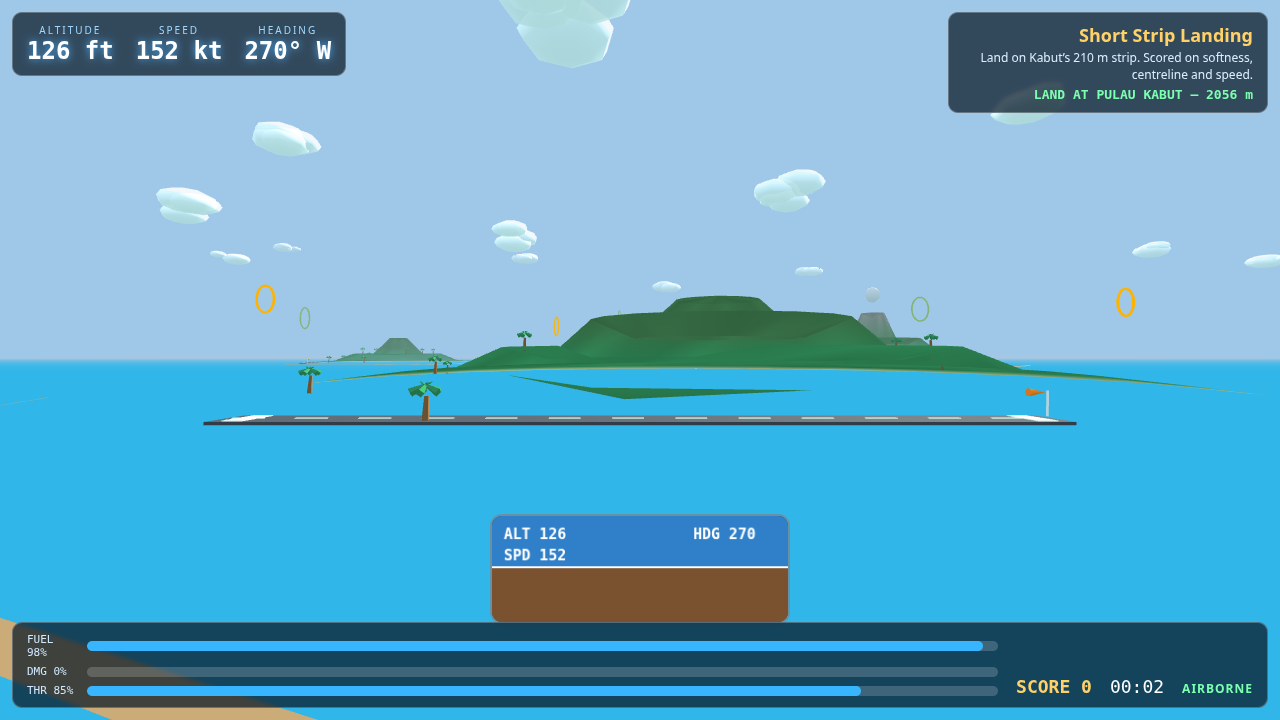 ALTITUDE SPEED HEADING
126 ft 152 kt 270° W
Short Strip Landing
Land on Kabut's 210 m strip. Scored on softness,
centreline and speed.
LAND AT PULAU KABUT — 2056 m
ALT 126 HDG 270
SPD 152
FUEL
98%
DMG 0%
THR 85%
SCORE 0 00:02 AIRBORNE